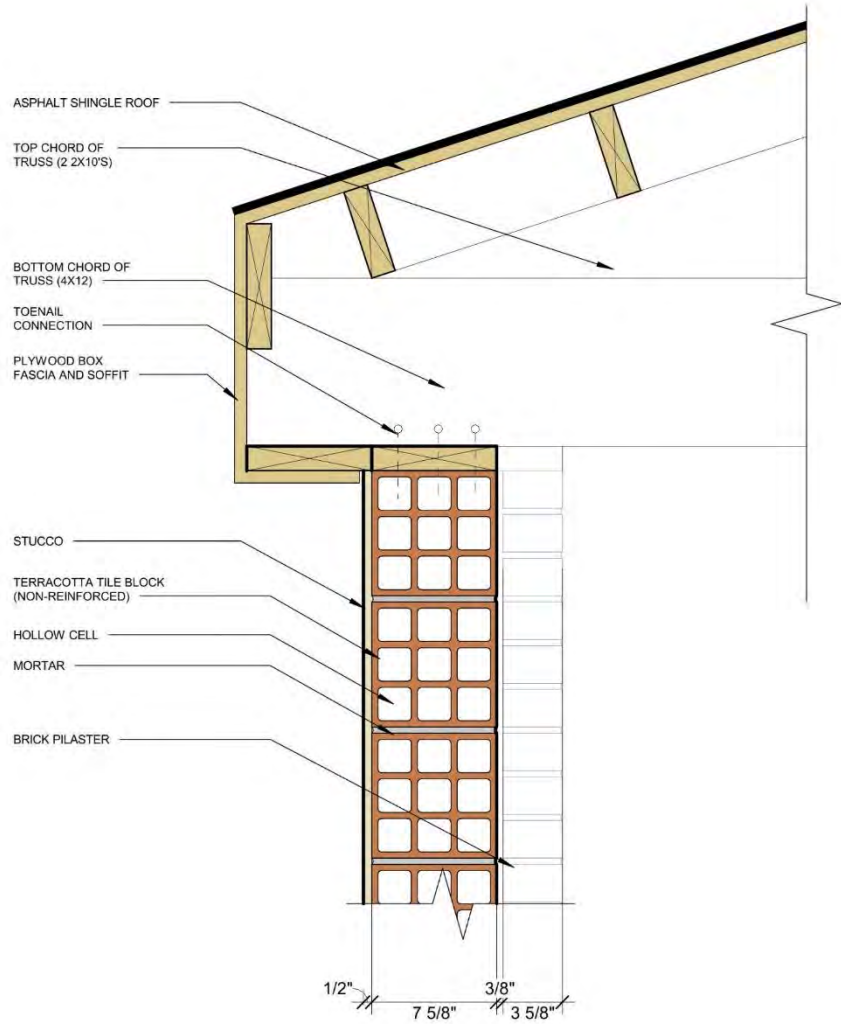 ASPHALT SHINGLE ROOF
TOP CHORD OF
TRUSS (2 2X10'S)
BOTTOM CHORD OF
TRUSS (4X12)
TOENAIL
CONNECTION
PLYWOOD BOX
FASCIA AND SOFFIT
STUCCO
TERRACOTTA TILE BLOCK
(NON-REINFORCED)
HOLLOW CELL
MORTAR
BRICK PILASTER
1/2"
7 5/8"
3/8"
3 5/8"